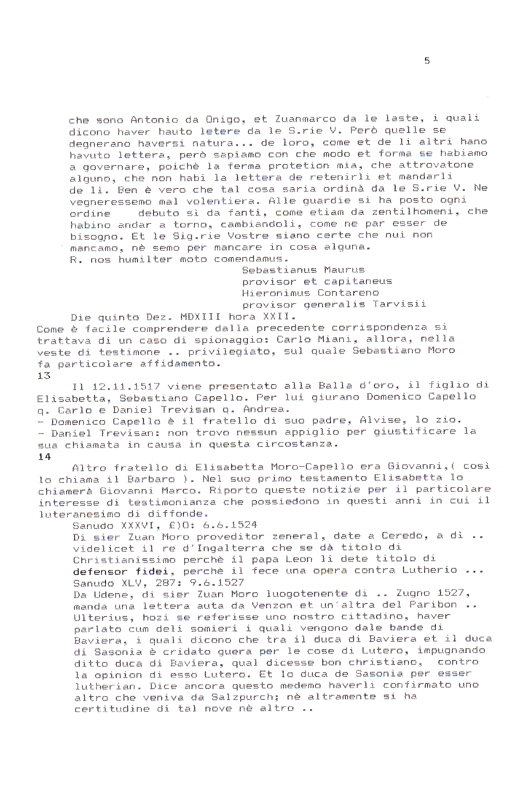 5
che sono Antonio da Onigo, et Zuanmarco da le laste, i quali
dicono haver hauto letere da le S.rie V. Però quelle se
degnerano haversi natura... de loro, come et de li altri hano
havuto lettera, però sapiamo con che modo et forma se habiamo
a governare, poichè la ferma protetion mia, che attrovatone
alguno, che non habi la lettera de retenirli et mandarli
de li. Ben è vero che tal cosa saria ordinà da le S.rie V. Ne
vegneressemo mal volentiera. Alle guardie si ha posto ogni
ordine    debuto si da fanti, come etiam da zentilhomeni, che
habino andar a torno, cambiandoli, come ne par esser de
bisogno. Et le Sig.rie Vostre siano certe che nui non
mancamo, nè semo per mancare in cosa alguna.
R. nos humilter moto comendamus.
Sebastianus Maurus
provisor et capitaneus
Hieronimus Contareno
provisor generalis Tarvisii
Die quinto Dez. MDXIII hora XXII.
Come è facile comprendere dalla precedente corrispondenza si
trattava di un caso di spionaggio: Carlo Miani, allora, nella
veste di testimone .. privilegiato, sul quale Sebastiano Moro
fa particolare affidamento.
13
Il 12.11.1517 viene presentato alla Balla d'oro, il figlio di
Elisabetta, Sebastiano Capello. Per lui giurano Domenico Capello
q. Carlo e Daniel Trevisan q. Andrea.
- Domenico Capello è il fratello di suo padre, Alvise, lo zio.
- Daniel Trevisan: non trovo nessun appiglio per giustificare la
sua chiamata in causa in questa circostanza.
14
Altro fratello di Elisabetta Moro-Capello era Giovanni,( così
lo chiama il Barbaro ). Nel suo primo testamento Elisabetta lo
chiamerà Giovanni Marco. Riporto queste notizie per il particolare
interesse di testimonianza che possiedono in questi anni in cui il
luteranesimo di diffonde.
Sanudo XXXVI, £)O: 6.6.1524
Di sier Zuan Moro proveditor zeneral, date a Ceredo, a dì ..
videlicet il re d'Ingalterra che se dà titolo di
Christianissimo perchè il papa Leon li dete titolo di
defensor fidei, perchè il fece una opera contra Lutherio ...
Sanudo XLV, 287: 9.6.1527
Da Udene, di sier Zuan Moro luogotenente di .. Zugno 1527,
manda una lettera auta da Venzon et un'altra del Paribon ..
Ulterius, hozi se referisse uno nostro cittadino, haver
parlato cum deli somieri i quali vengono dale bande di
Baviera, i quali dicono che tra il duca di Baviera et il duca
di Sasonia è cridato guera per le cose di Lutero, impugnando
ditto duca di Baviera, qual dicesse bon christiano,  contro
la opinion di esso Lutero. Et lo duca de Sasonia per esser
lutherian. Dice ancora questo medemo haverli confirmato uno
altro che veniva da Salzpurch; nè altramente si ha
certitudine di tal nove nè altro ..